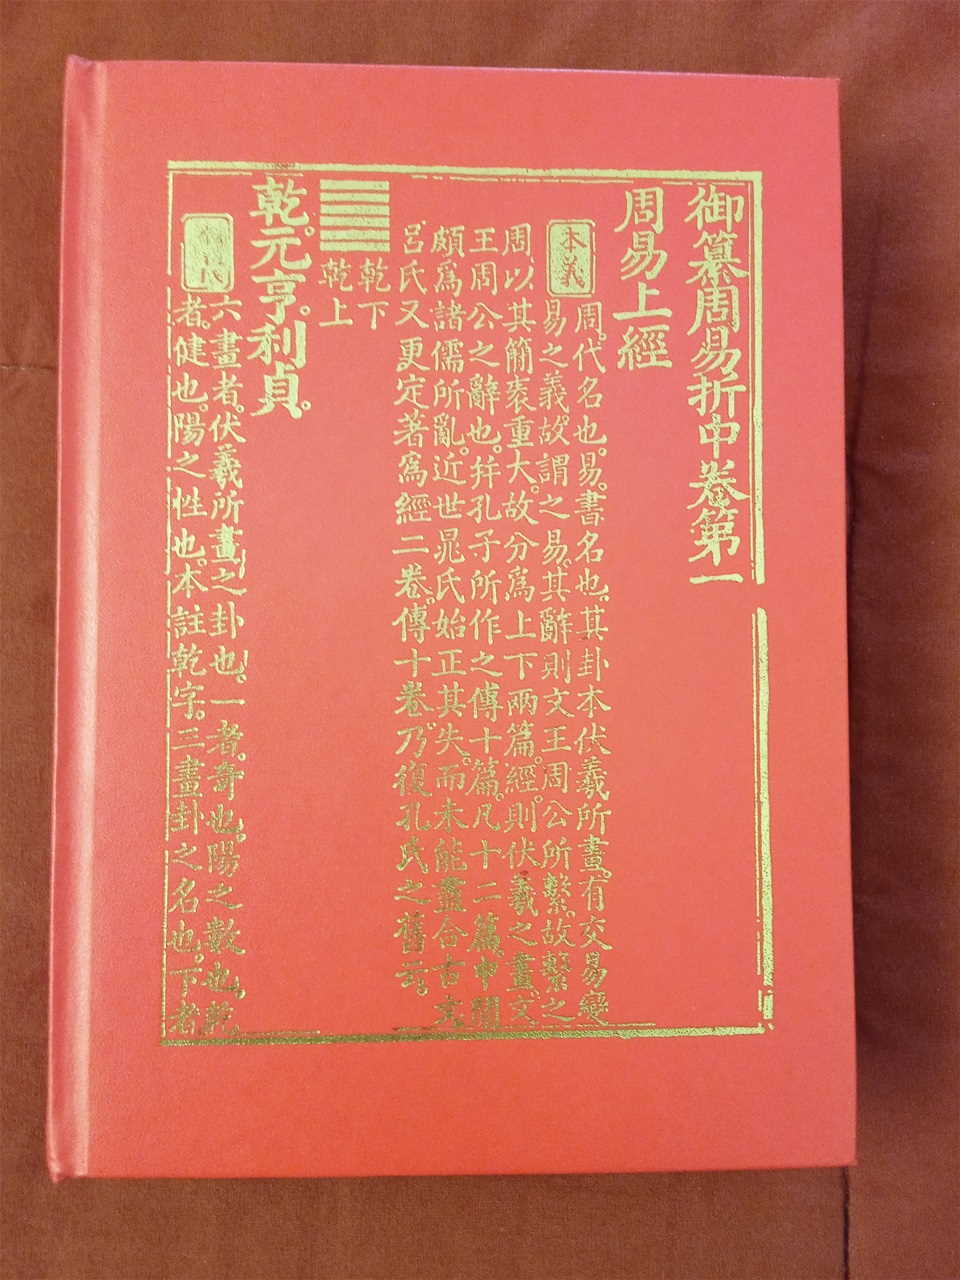 御纂周易折中卷第一
周易上經
本義
周。代名也。易。書名也。其卦本伏羲所畫。有交易變
易之義。故謂之易。其辭則文王周公所繫。故繫之
周。以其簡袠重大。故分爲上下兩篇。經。則伏羲之畫。文
王周公之辭也。幷孔子所作之傳十篇。凡十二篇。中間
頗爲諸儒所亂。近世晁氏始正其失。而未能盡合古文。
呂氏又更定著爲經二卷。傳十卷。乃復孔氏之舊云。
乾下
乾上
乾。元亨。利貞。
六畫者。伏羲所畫之卦也。一者。奇也。陽之數也。乾
者。健也。陽之性也。本註乾字。三畫卦之名也。下者